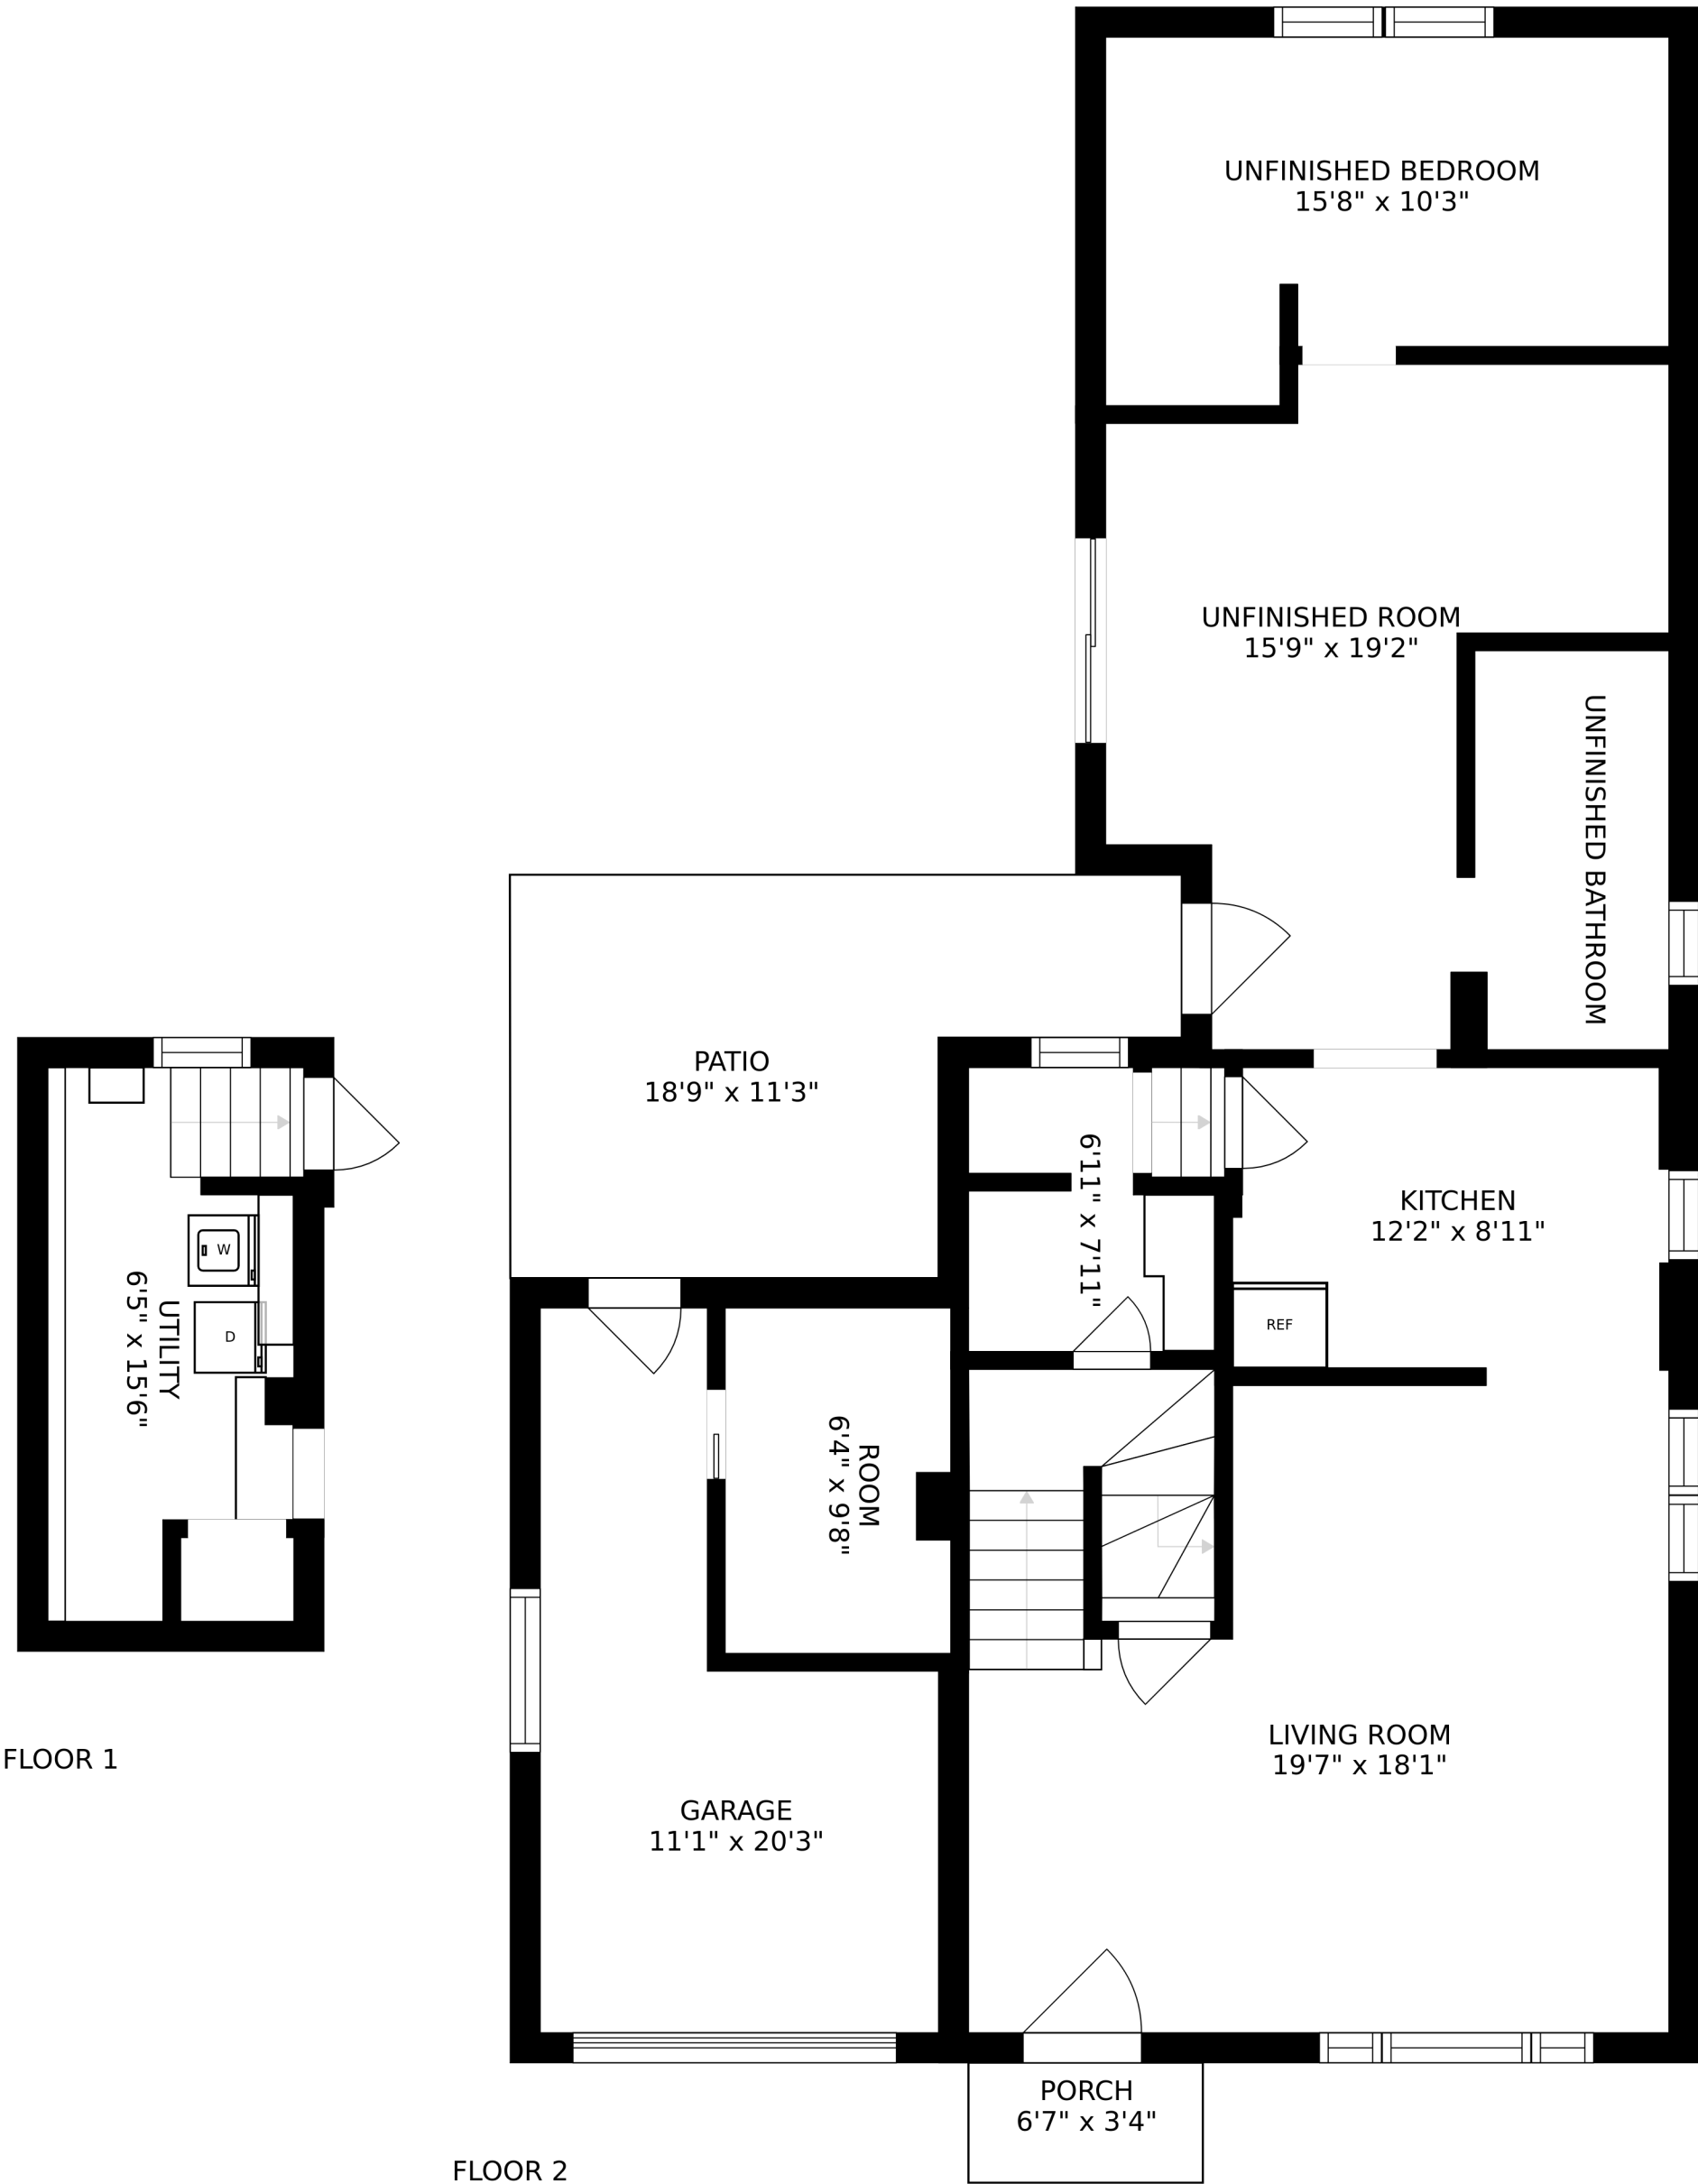 UNFINISHED BEDROOM
15'8" x 10'3"
UNFINISHED ROOM
15'9" x 19'2"
UNFINISHED BATHROOM
PATIO
18'9" x 11'3"
6'11" x 7'11"
KITCHEN
12'2" x 8'11"
REF
W
D
UTILITY
6'5" x 15'6"
ROOM
6'4" x 9'8"
LIVING ROOM
19'7" x 18'1"
FLOOR 1
GARAGE
11'1" x 20'3"
PORCH
6'7" x 3'4"
FLOOR 2